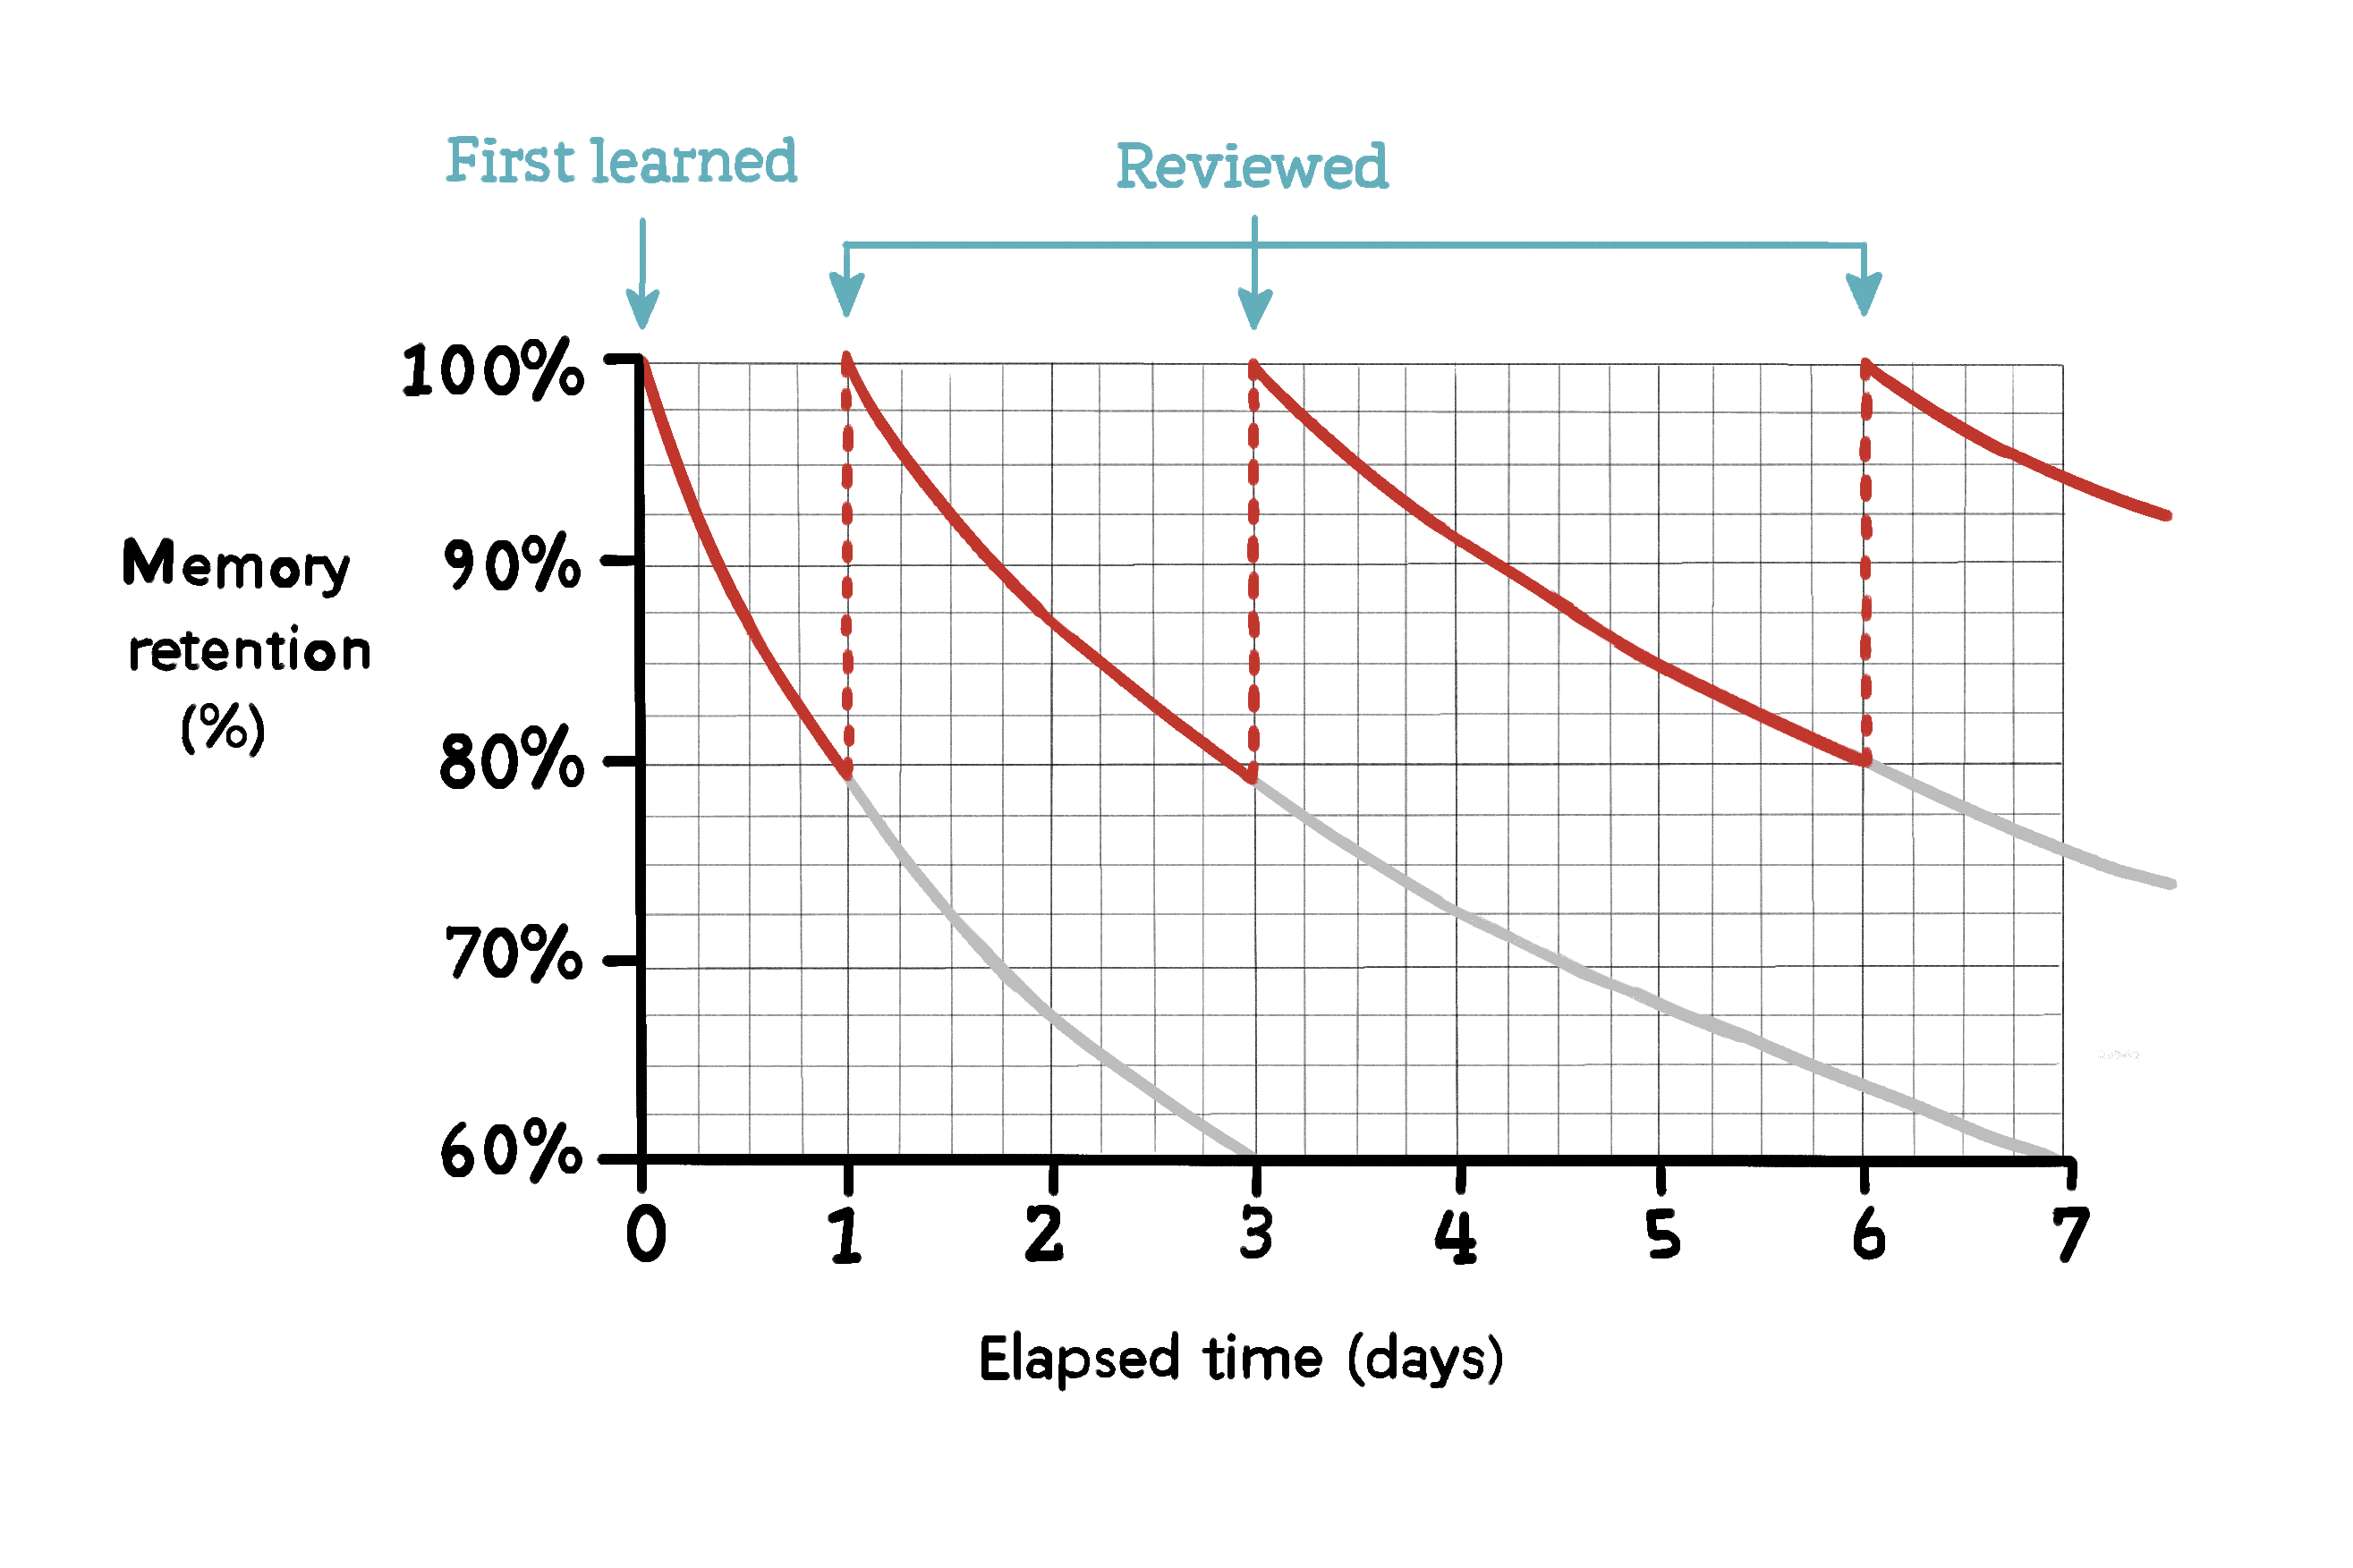 First learned
Reviewed
100%
90%
80%
70%
60%
Memory
retention
(%)
0 1 2 3 4 5 6 7
Elapsed time (days)